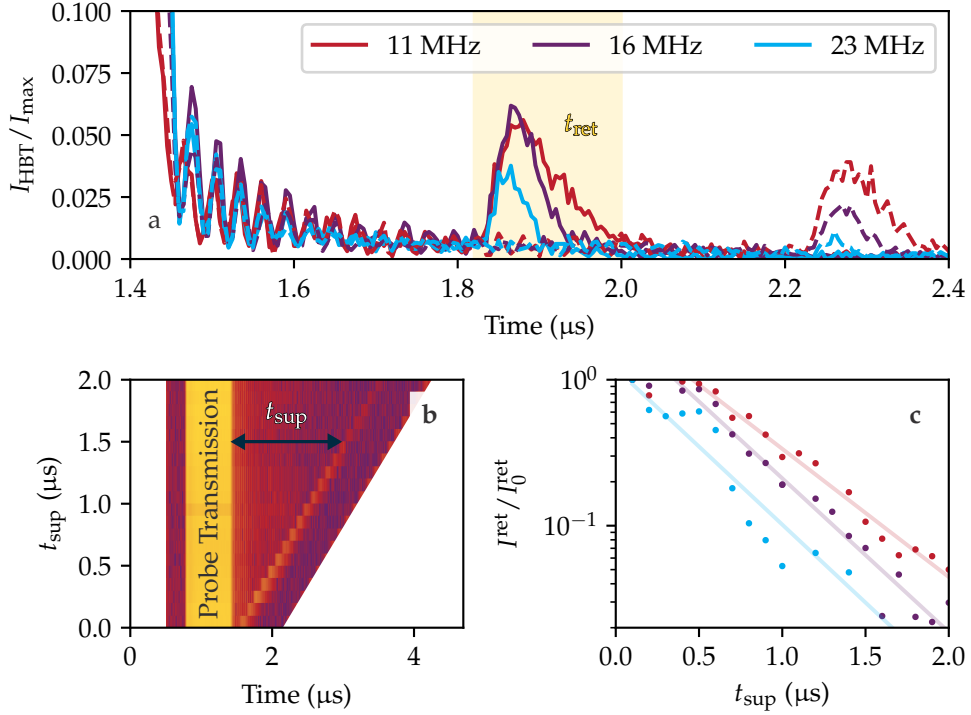 0.100
0.075
0.050
0.025
0.000
I_HBT / I_max
11 MHz 16 MHz 23 MHz
t_ret
a
1.4 1.6 1.8 2.0 2.2 2.4
Time (μs)
2.0
1.5
1.0
0.5
0.0
t_sup (μs)
Probe Transmission
t_sup
b
0 2 4
Time (μs)
10⁰
10⁻¹
I^ret / I_0^ret
c
0.0 0.5 1.0 1.5 2.0
t_sup (μs)